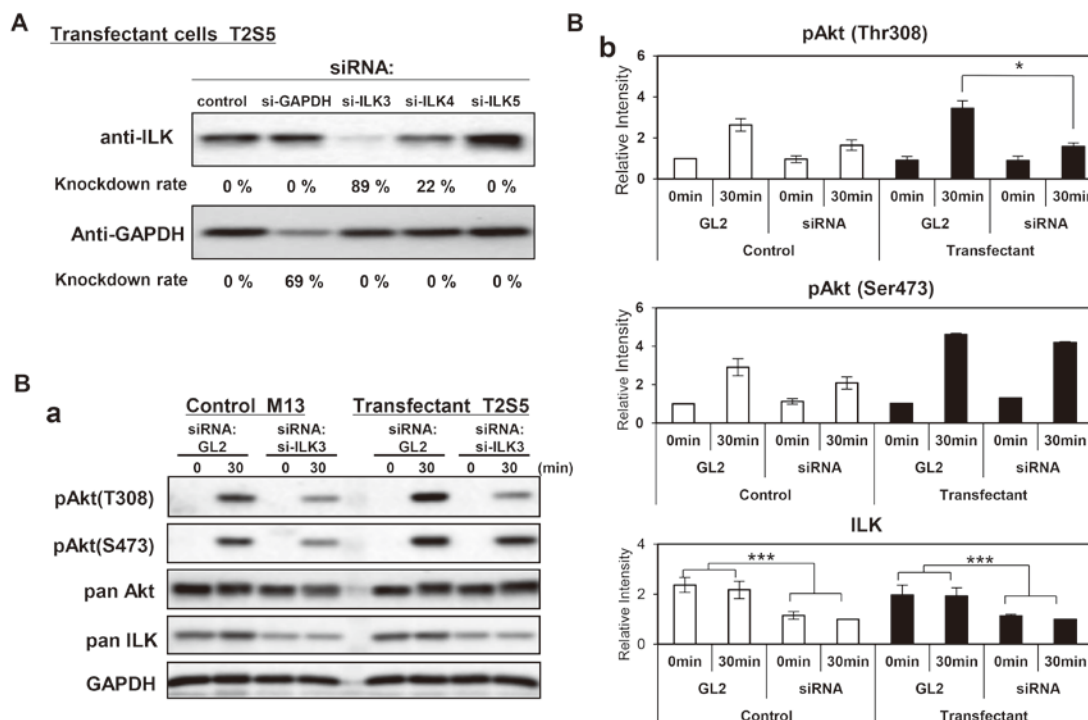 A
Transfectant cells T2S5
siRNA:
control si-GAPDH si-ILK3 si-ILK4 si-ILK5
anti-ILK
Knockdown rate 0 % 0 % 89 % 22 % 0 %
Anti-GAPDH
Knockdown rate 0 % 69 % 0 % 0 % 0 %
B
a
Control M13 Transfectant T2S5
siRNA: GL2 siRNA: si-ILK3 siRNA: GL2 siRNA: si-ILK3
0 30 0 30 0 30 0 30 (min)
pAkt(T308)
pAkt(S473)
pan Akt
pan ILK
GAPDH
B
b
pAkt (Thr308)
Relative Intensity
6
4
2
0
*
0min 30min 0min 30min 0min 30min 0min 30min
GL2 siRNA GL2 siRNA
Control Transfectant
pAkt (Ser473)
Relative Intensity
6
4
2
0
0min 30min 0min 30min 0min 30min 0min 30min
GL2 siRNA GL2 siRNA
Control Transfectant
ILK
Relative Intensity
4
2
0
*** ***
0min 30min 0min 30min 0min 30min 0min 30min
GL2 siRNA GL2 siRNA
Control Transfectant